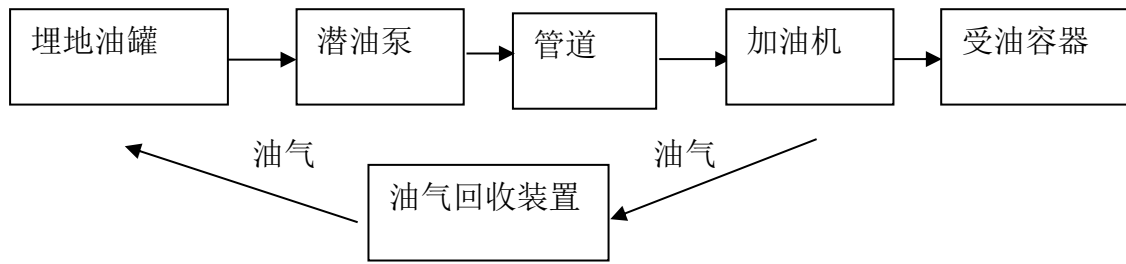 埋地油罐
潜油泵
管道
加油机
受油容器
油气
油气
油气回收装置